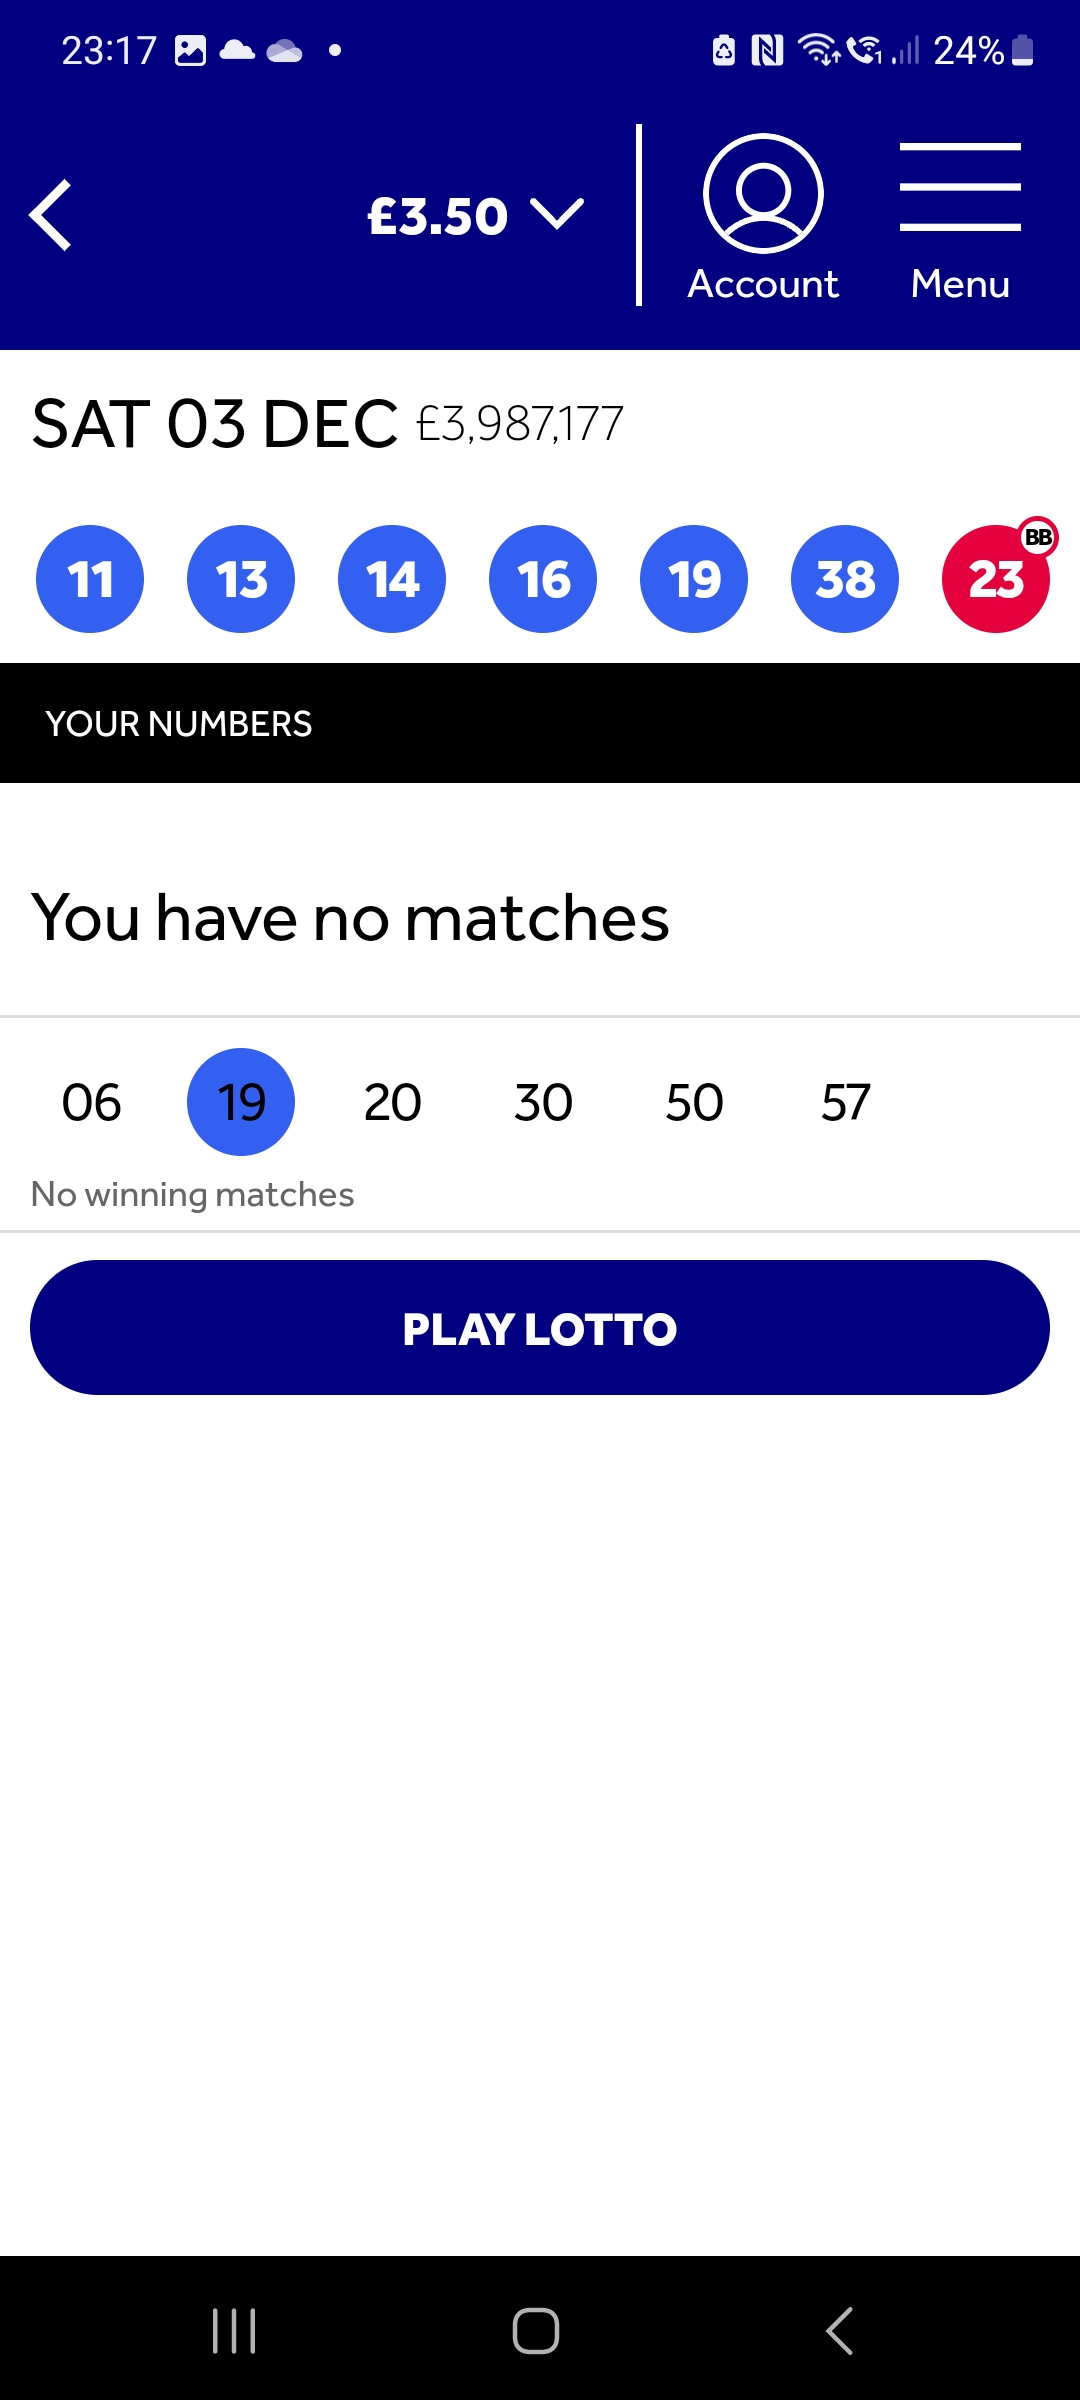 23:17 1 24%
£3.50
Account Menu
SAT 03 DEC £3,987,177
BB
11 13 14 16 19 38 23
YOUR NUMBERS
You have no matches
06 19 20 30 50 57
No winning matches
PLAY LOTTO